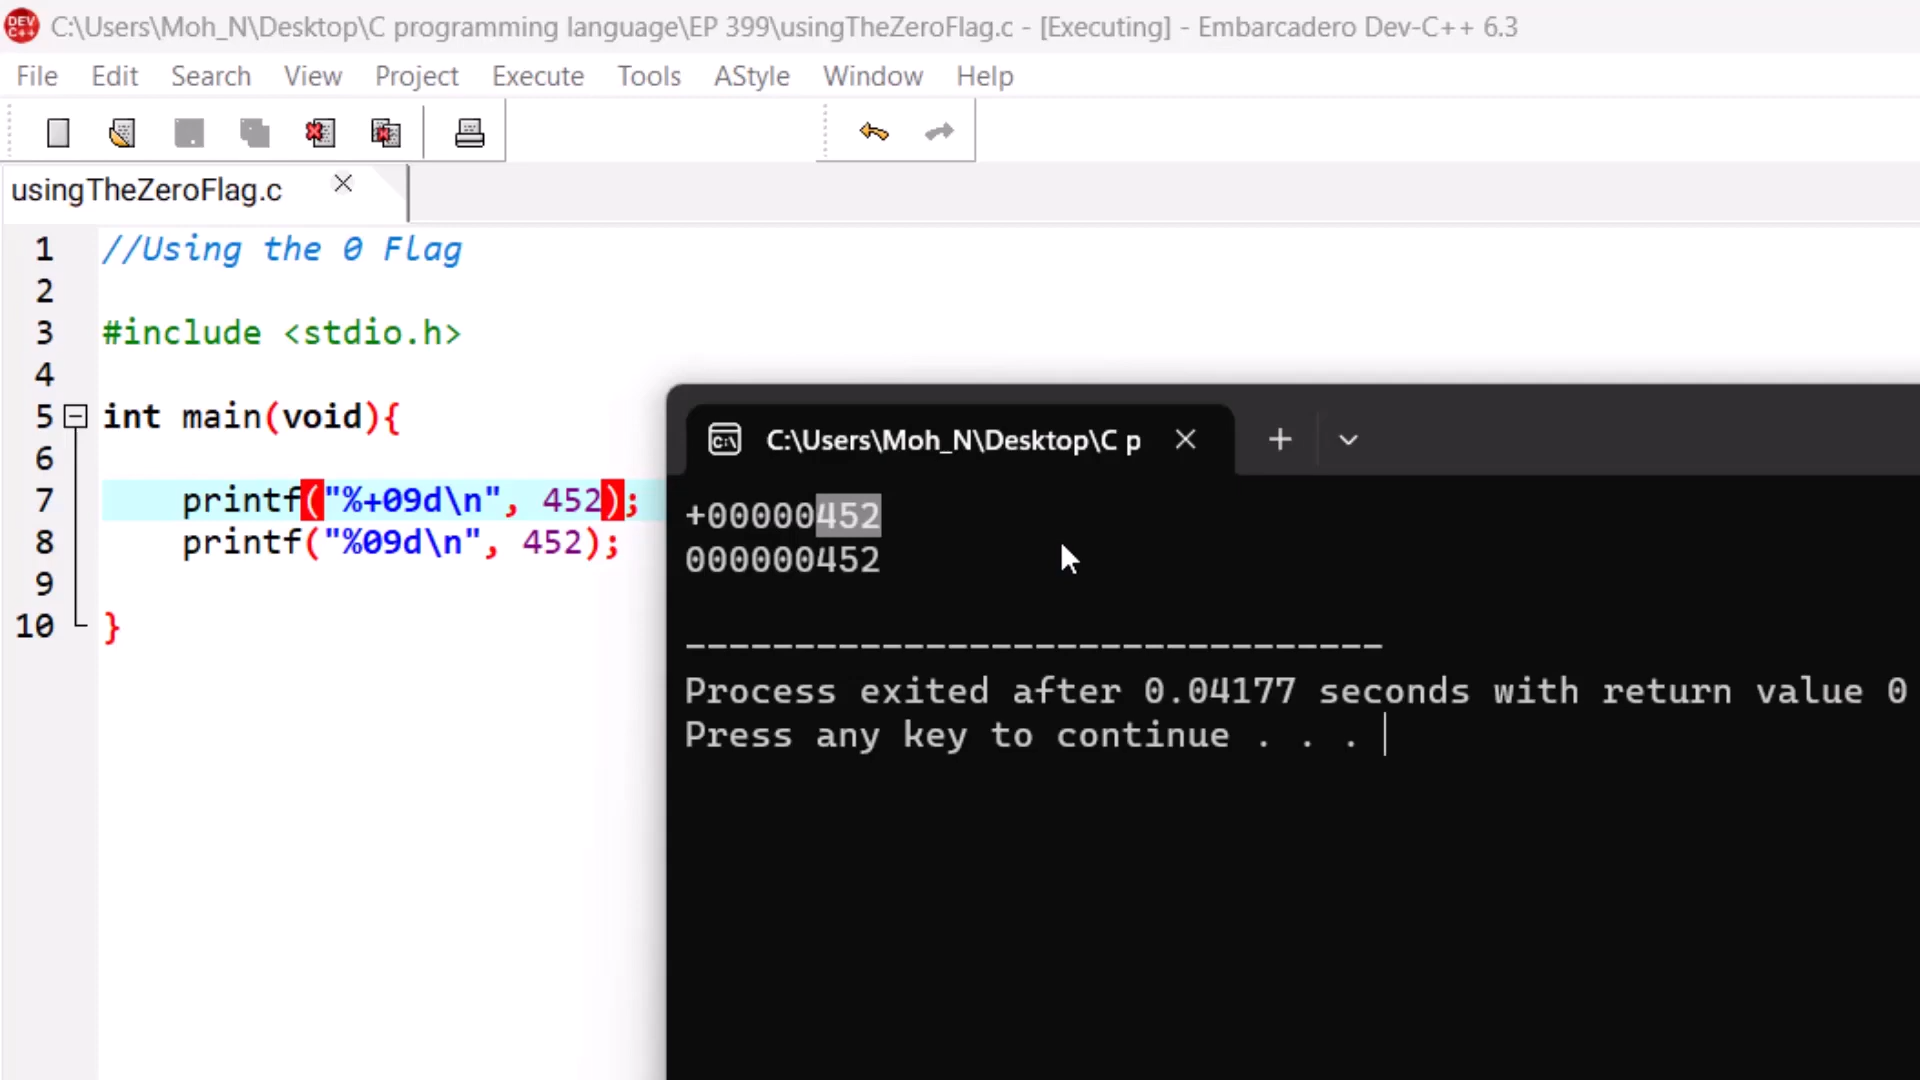 DEV C++ C:\Users\Moh_N\Desktop\C programming language\EP 399\usingTheZeroFlag.c - [Executing] - Embarcadero Dev-C++ 6.3
File Edit Search View Project Execute Tools AStyle Window Help
usingTheZeroFlag.c
1 //Using the 0 Flag
2
3 #include <stdio.h>
4
5 int main(void){
6
7 printf("%+09d\n", 452);
8 printf("%09d\n", 452);
9
10 }
C:\Users\Moh_N\Desktop\C p
+00000452
000000452
--------------------------------
Process exited after 0.04177 seconds with return value 0
Press any key to continue . . .